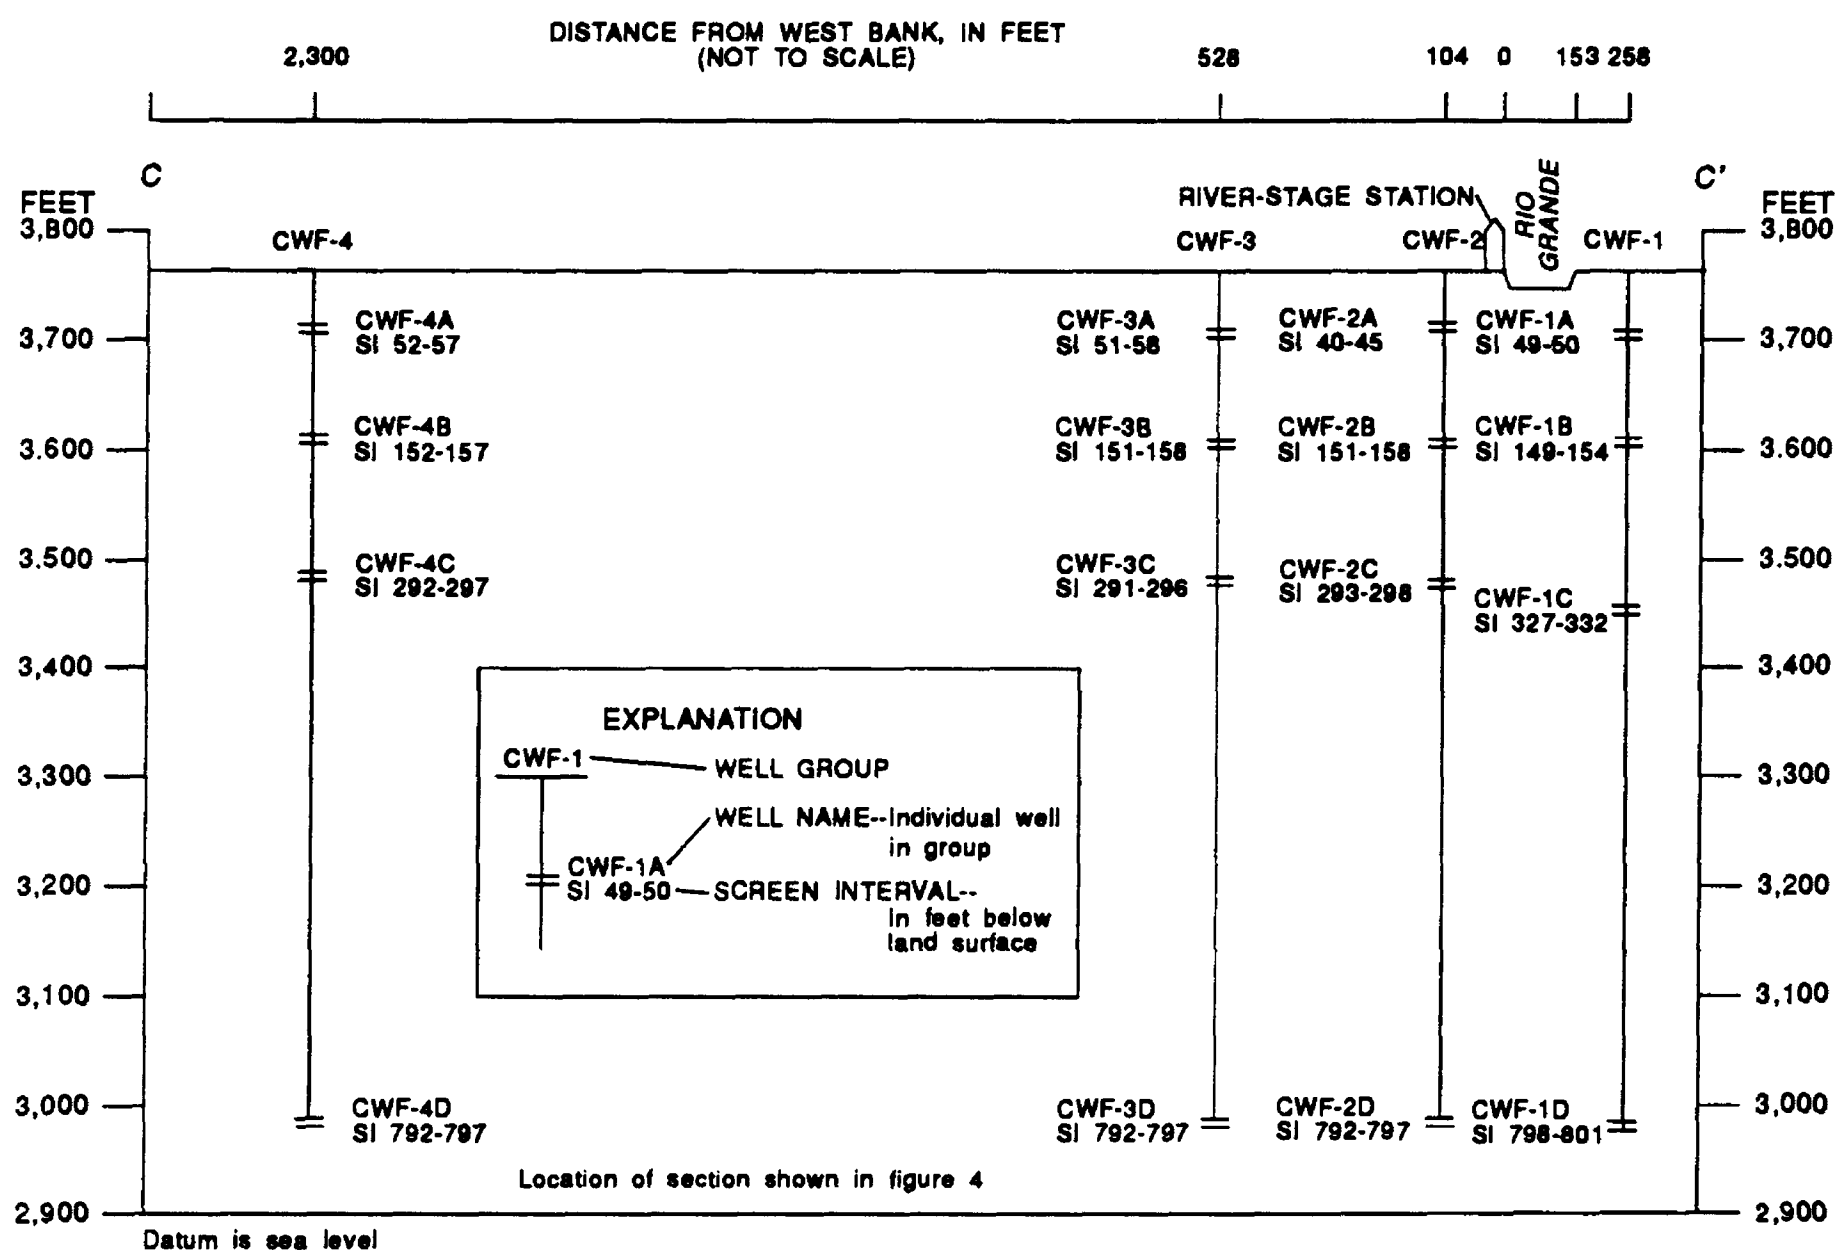 DISTANCE FROM WEST BANK, IN FEET
(NOT TO SCALE)
2,300 528 104 0 153 258
C C'
FEET FEET
RIVER-STAGE STATION
RIO
GRANDE
CWF-4 CWF-3 CWF-2 CWF-1
3,800 3,800
CWF-4A CWF-3A CWF-2A CWF-1A
SI 52-57 SI 51-56 SI 40-45 SI 49-50
3,700 3,700
CWF-4B CWF-3B CWF-2B CWF-1B
SI 152-157 SI 151-156 SI 151-156 SI 149-154
3,600 3.600
CWF-4C CWF-3C CWF-2C CWF-1C
SI 292-297 SI 291-296 SI 293-298 SI 327-332
3,500 3.500
3,400 3,400
EXPLANATION
CWF-1 WELL GROUP
WELL NAME--Individual well
in group
CWF-1A
SI 49-50 SCREEN INTERVAL--
In feet below
land surface
3,300 3,300
3,200 3,200
3,100 3,100
3,000 3,000
CWF-4D CWF-3D CWF-2D CWF-1D
SI 792-797 SI 792-797 SI 792-797 SI 796-801
Location of section shown in figure 4
2,900 2,900
Datum is sea level